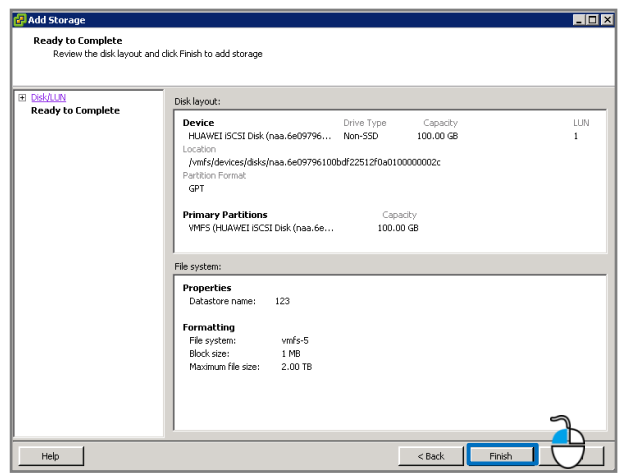 Add Storage
Ready to Complete
Review the disk layout and click Finish to add storage
Disk/LUN
Ready to Complete
Disk layout:
Device Drive Type Capacity LUN
HUAWEI iSCSI Disk (naa.6e09796... Non-SSD 100.00 GB 1
Location
/vmfs/devices/disks/naa.6e09796100bdf22512f0a0100000002c
Partition Format
GPT
Primary Partitions Capacity
VMFS (HUAWEI iSCSI Disk (naa.6e... 100.00 GB
File system:
Properties
Datastore name: 123
Formatting
File system: vmfs-5
Block size: 1 MB
Maximum file size: 2.00 TB
Help < Back Finish